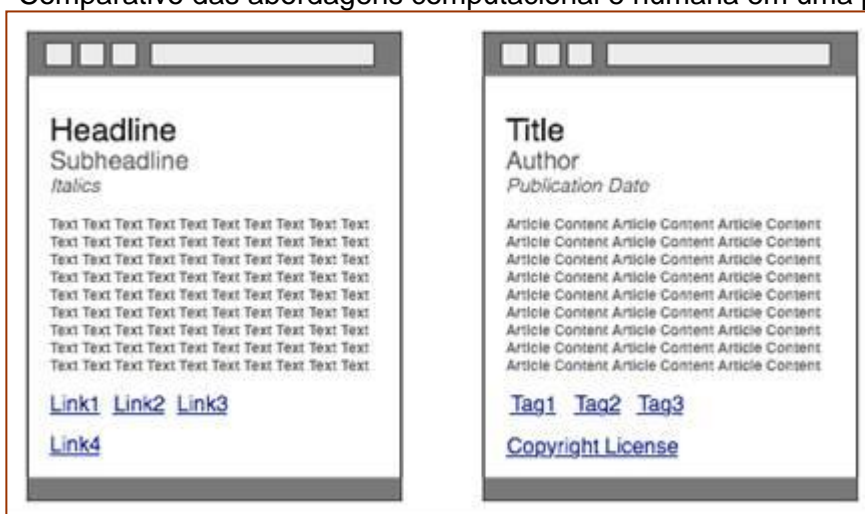 Comparativo das abordagens computacional e humana em uma
Headline
Subheadline
Italics
Text Text Text Text Text Text Text Text Text Text
Text Text Text Text Text Text Text Text Text Text
Text Text Text Text Text Text Text Text Text Text
Text Text Text Text Text Text Text Text Text Text
Text Text Text Text Text Text Text Text Text Text
Text Text Text Text Text Text Text Text Text Text
Text Text Text Text Text Text Text Text Text Text
Text Text Text Text Text Text Text Text Text Text
Text Text Text Text Text Text Text Text Text Text
Link1 Link2 Link3
Link4
Title
Author
Publication Date
Article Content Article Content Article Content
Article Content Article Content Article Content
Article Content Article Content Article Content
Article Content Article Content Article Content
Article Content Article Content Article Content
Article Content Article Content Article Content
Article Content Article Content Article Content
Article Content Article Content Article Content
Article Content Article Content Article Content
Tag1 Tag2 Tag3
Copyright License